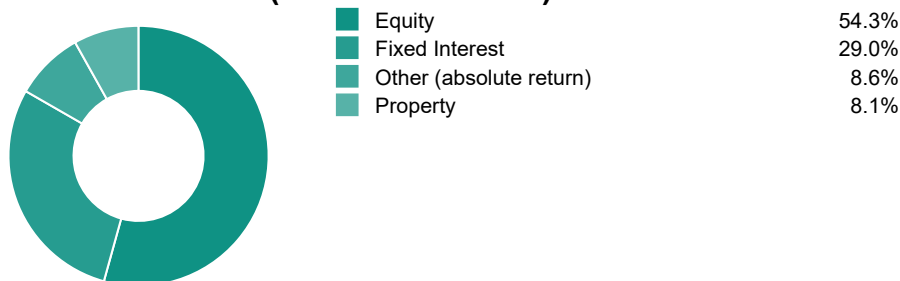 Equity 54.3%
Fixed Interest 29.0%
Other (absolute return) 8.6%
Property 8.1%